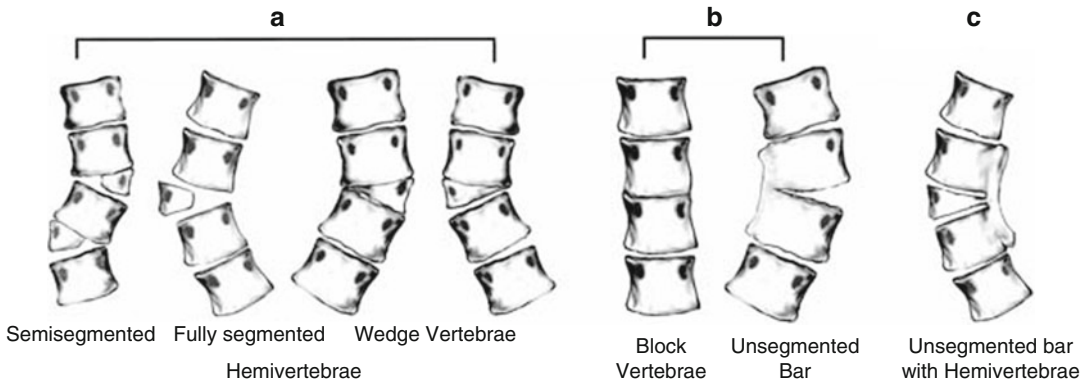 a
b
c
Semisegmented Fully segmented Wedge Vertebrae
Hemivertebrae
Block
Vertebrae
Unsegmented
Bar
Unsegmented bar
with Hemivertebrae